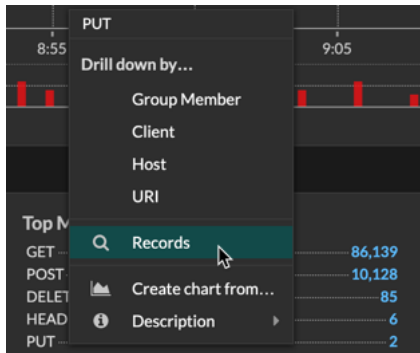 PUT
8:55
9:05
Drill down by...
Group Member
Client
Host
URI
Records
Create chart from...
Description
Top M
GET 86,139
POST 10,128
DELET 85
HEAD 6
PUT 2